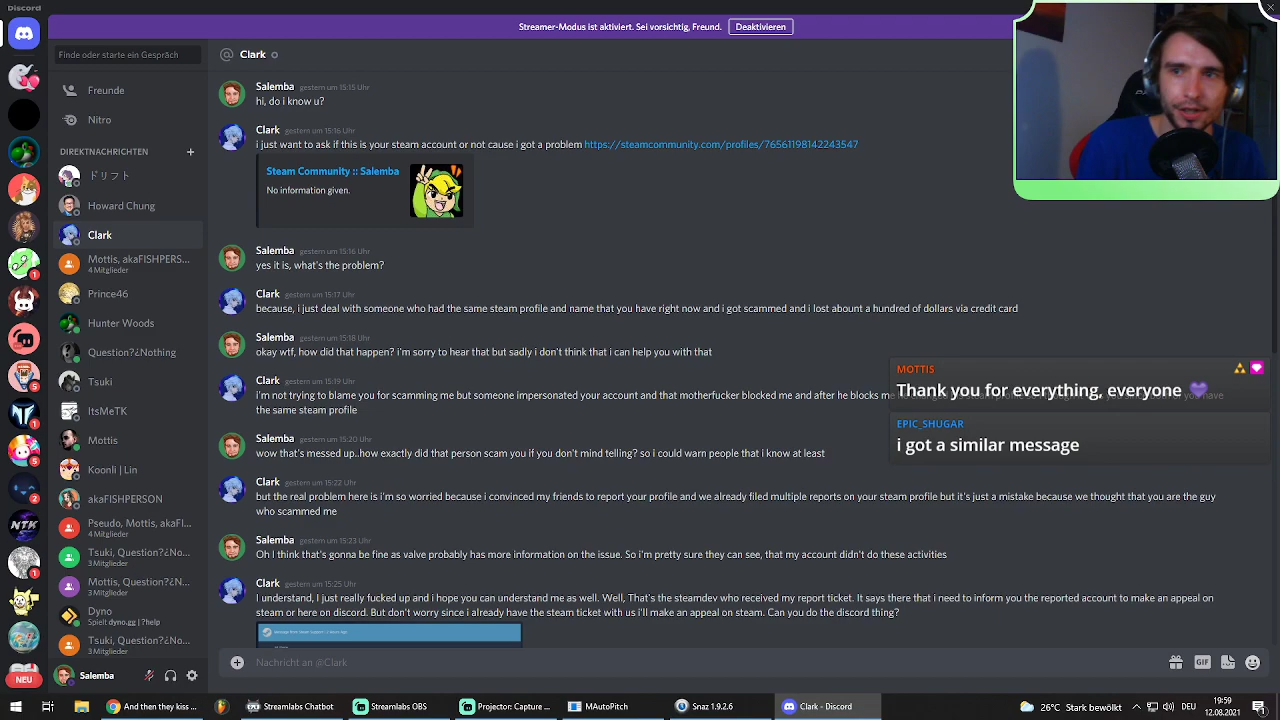 Discord
Streamer-Modus ist aktiviert. Sei vorsichtig, Freund.
Deaktivieren
Finde oder starte ein Gespräch
Clark
Freunde
Nitro
DIREKTNACHRICHTEN
ドリフト
Howard Chung
Clark
Mottis, akaFISHPERS...
4 Mitglieder
Prince46
Hunter Woods
Question?¿Nothing
Tsuki
ItsMeTK
Mottis
Koonli | Lin
akaFISHPERSON
Pseudo, Mottis, akaFI...
4 Mitglieder
Tsuki, Question?¿No...
3 Mitglieder
Mottis, Question?¿No...
3 Mitglieder
Dyno
Spielt dyno.gg | ?help
Tsuki, Question?¿No...
3 Mitglieder
1
5
1
5
2
NTK
1
NEU
Salemba
Salemba gestern um 15:15 Uhr
hi, do i know u?
Clark gestern um 15:16 Uhr
i just want to ask if this is your steam account or not cause i got a problem https://steamcommunity.com/profiles/76561198142243547
Steam Community :: Salemba
No information given.
Salemba gestern um 15:16 Uhr
yes it is, what's the problem?
Clark gestern um 15:17 Uhr
because, i just deal with someone who had the same steam profile and name that you have right now and i got scammed and i lost about a hundred of dollars via credit card
Salemba gestern um 15:18 Uhr
okay wtf, how did that happen? i'm sorry to hear that but sadly i don't think that i can help you with that
Clark gestern um 15:19 Uhr
i'm not trying to blame you for scamming me but someone impersonated your account and that motherfucker blocked me and after he blocks me
the same steam profile
Salemba gestern um 15:20 Uhr
wow that's messed up..how exactly did that person scam you if you don't mind telling? so i could warn people that i know at least
Clark gestern um 15:22 Uhr
but the real problem here is i'm so worried because i convinced my friends to report your profile and we already filed multiple reports on your steam profile but it's just a mistake because we thought that you are the guy
who scammed me
Salemba gestern um 15:23 Uhr
Oh I think that's gonna be fine as valve probably has more information on the issue. So i'm pretty sure they can see, that my account didn't do these activities
Clark gestern um 15:25 Uhr
I understand, I just really fucked up and i hope you can understand me as well. Well, That's the steamdev who received my report ticket. It says there that i need to inform you the reported account to make an appeal on
steam or here on discord. But don't worry since i already have the steam ticket with us i'll make an appeal on steam. Can you do the discord thing?
Nachricht an @Clark
GIF
MOTTIS
Thank you for everything, everyone 💜
EPIC_SHUGAR
i got a similar message
And then they kiss ...
Streamlabs Chatbot
Streamlabs OBS
Projector: Capture ...
MAutoPitch
Snaz 1.9.2.6
Clark - Discord
26°C Stark bewölkt
19:59
12.08.2021
1